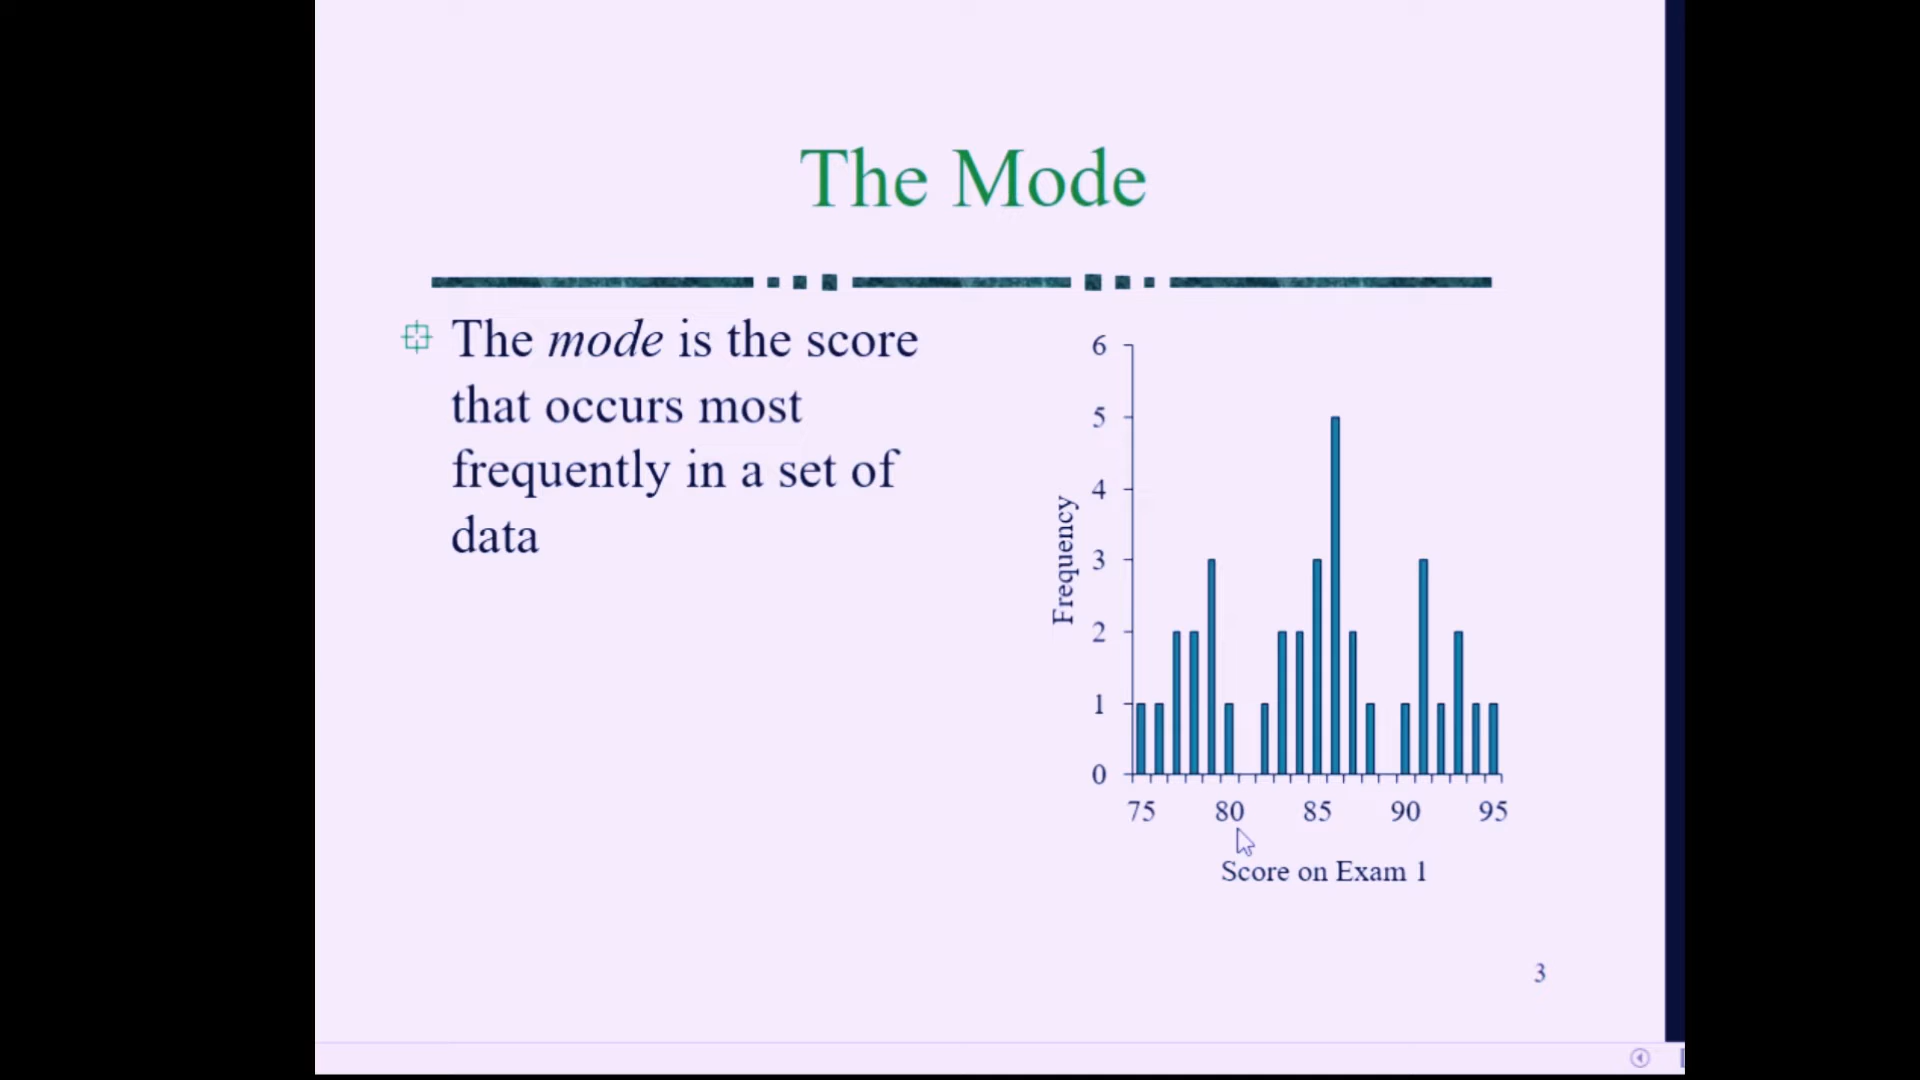 The Mode
The mode is the score
that occurs most
frequently in a set of
data
6
5
4
3
2
1
0
Frequency
75 80 85 90 95
Score on Exam 1
3